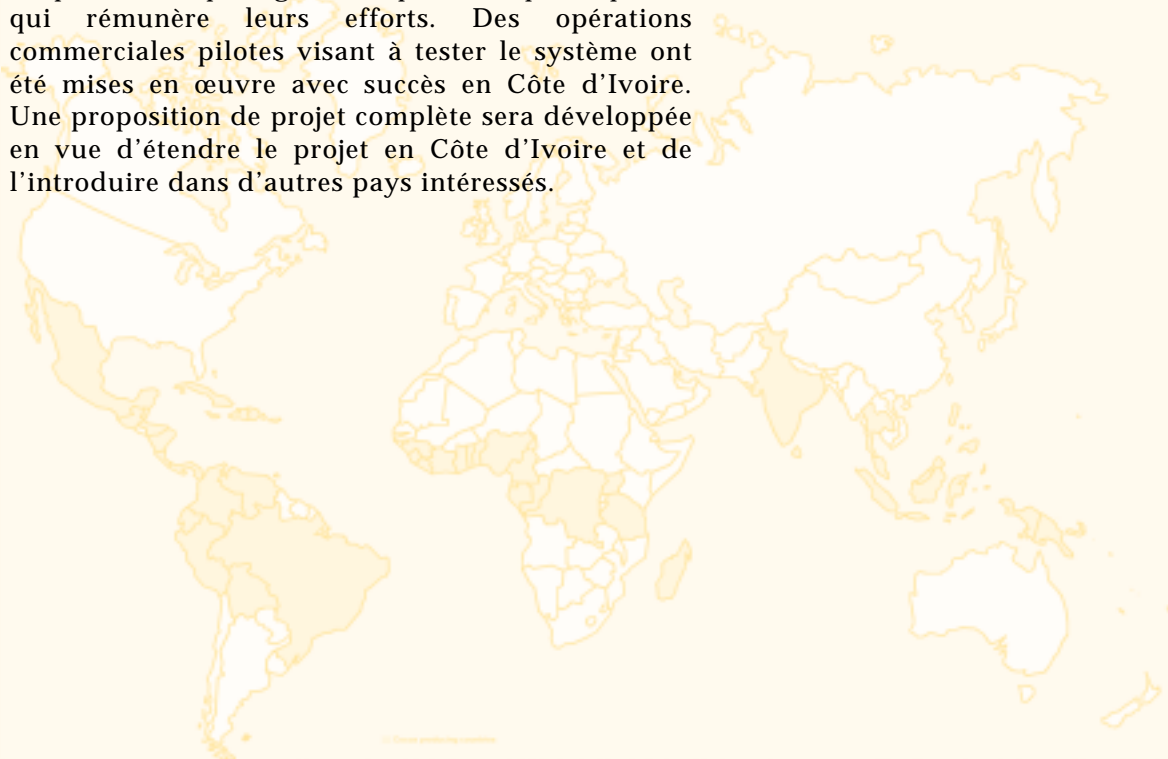 qui rémunère leurs efforts. Des opérations
commerciales pilotes visant à tester le système ont
été mises en œuvre avec succès en Côte d'Ivoire.
Une proposition de projet complète sera développée
en vue d'étendre le projet en Côte d'Ivoire et de
l'introduire dans d'autres pays intéressés.